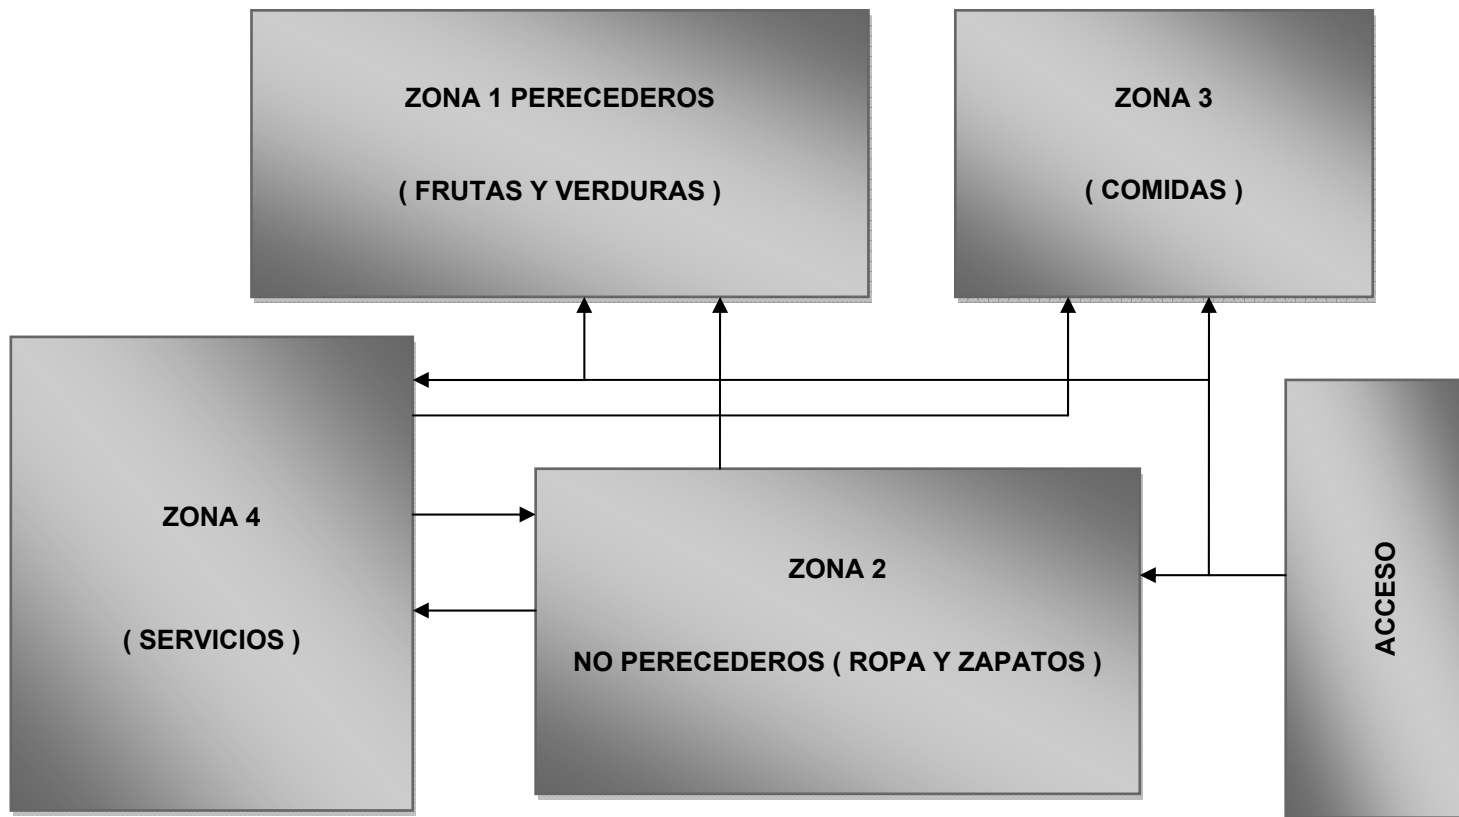 ZONA 1 PERECEDEROS
( FRUTAS Y VERDURAS )
ZONA 3
( COMIDAS )
ZONA 4
( SERVICIOS )
ZONA 2
NO PERECEDEROS ( ROPA Y ZAPATOS )
ACCESO